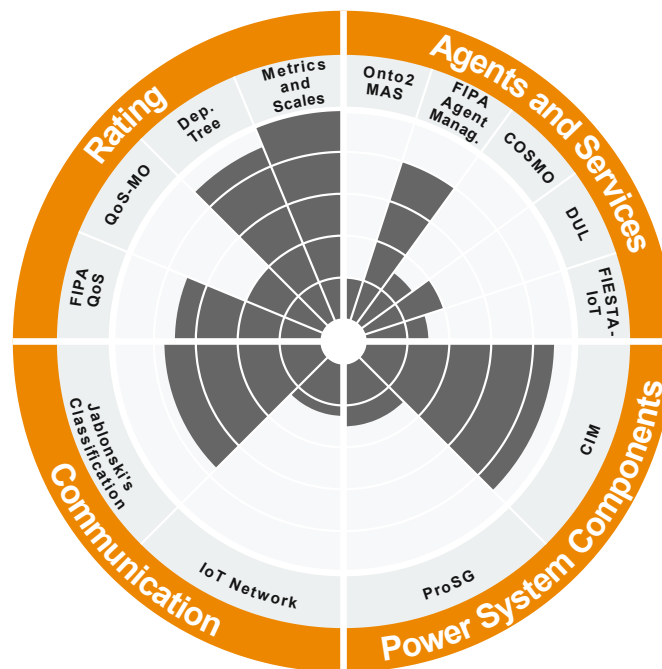 Rating
Agents and Services
Metrics
and
Scales
Onto2
MAS
FIPA
Agent
Manag.
Dep.
Tree
COSMO
QoS-MO
DUL
FIPA
QoS
FIESTA-
IoT
Jablonski's
Classification
CIM
IoT Network
ProSG
Communication
Power System Components